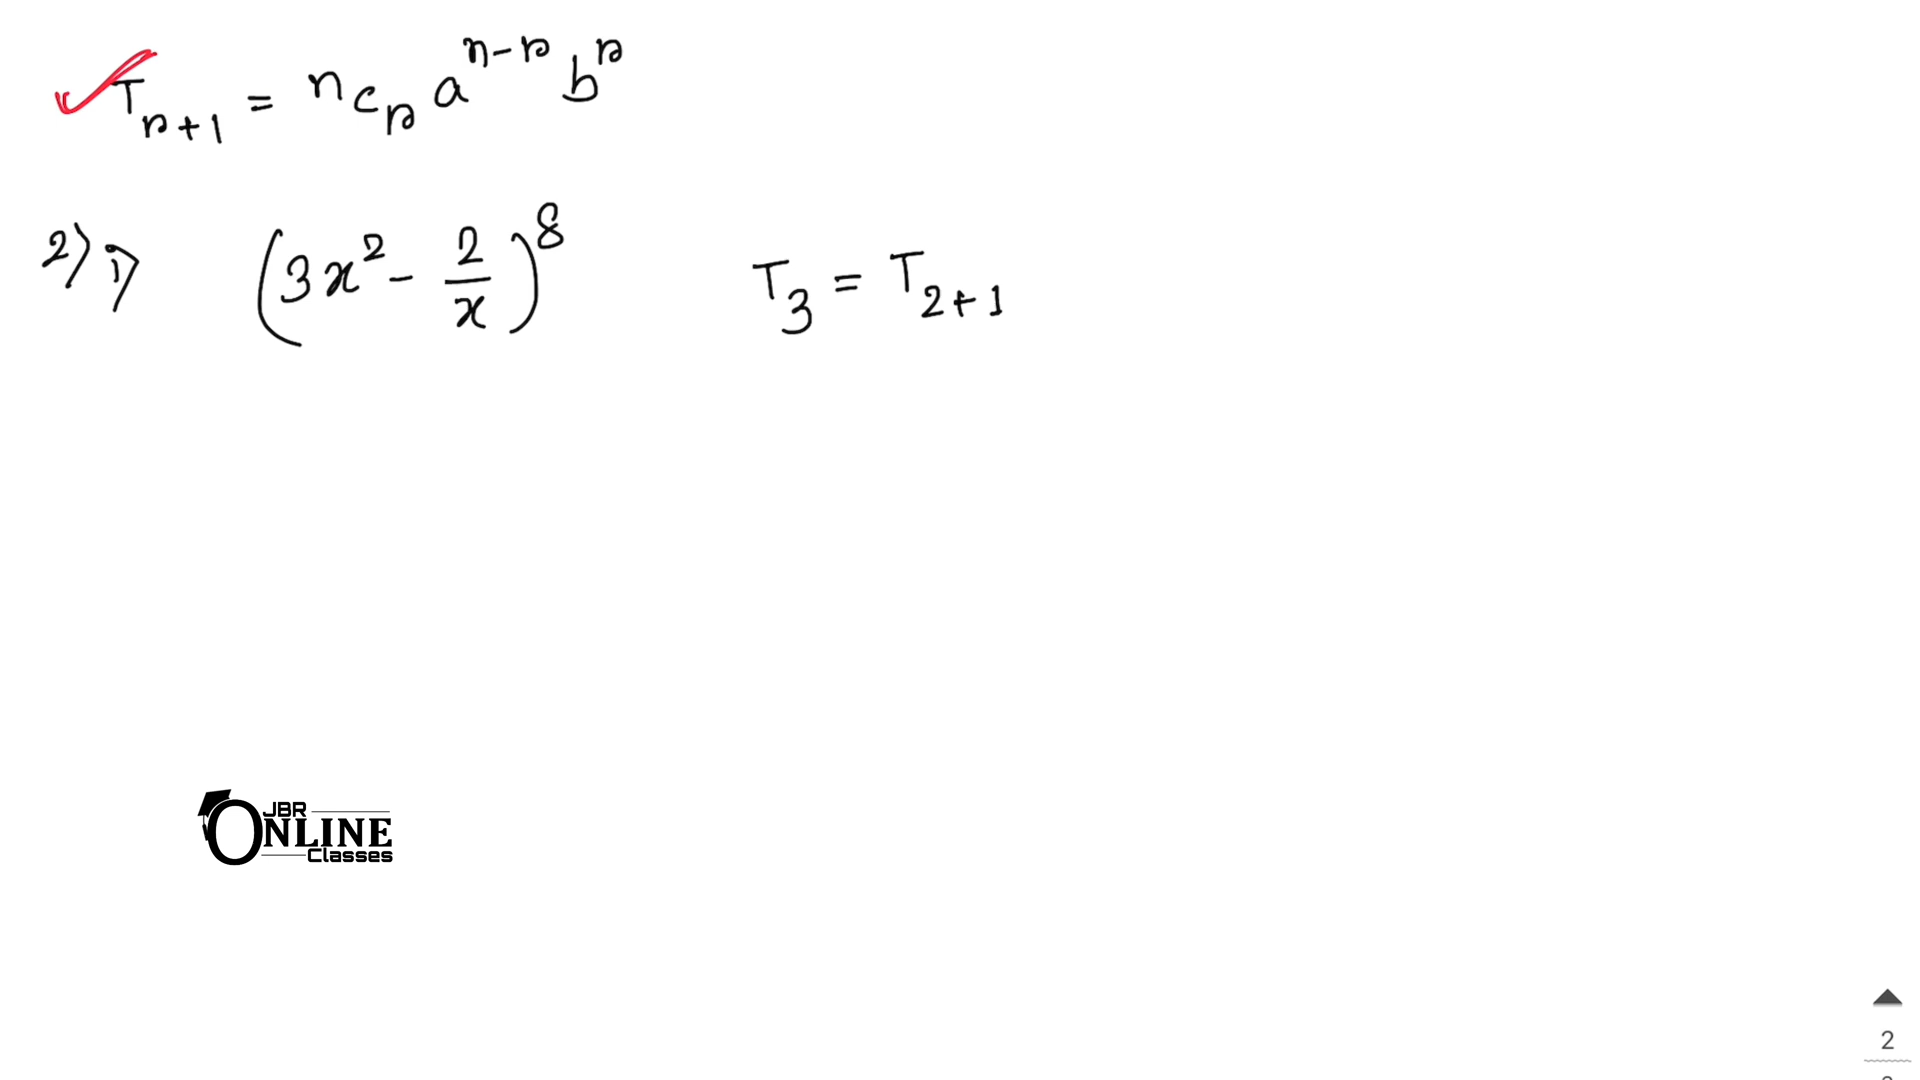 T_{r+1} = nC_r a^{n-r} b^r
2) i) (3x² - 2/x)^8 T_3 = T_{2+1}
JBR
ONLINE
Classes
2